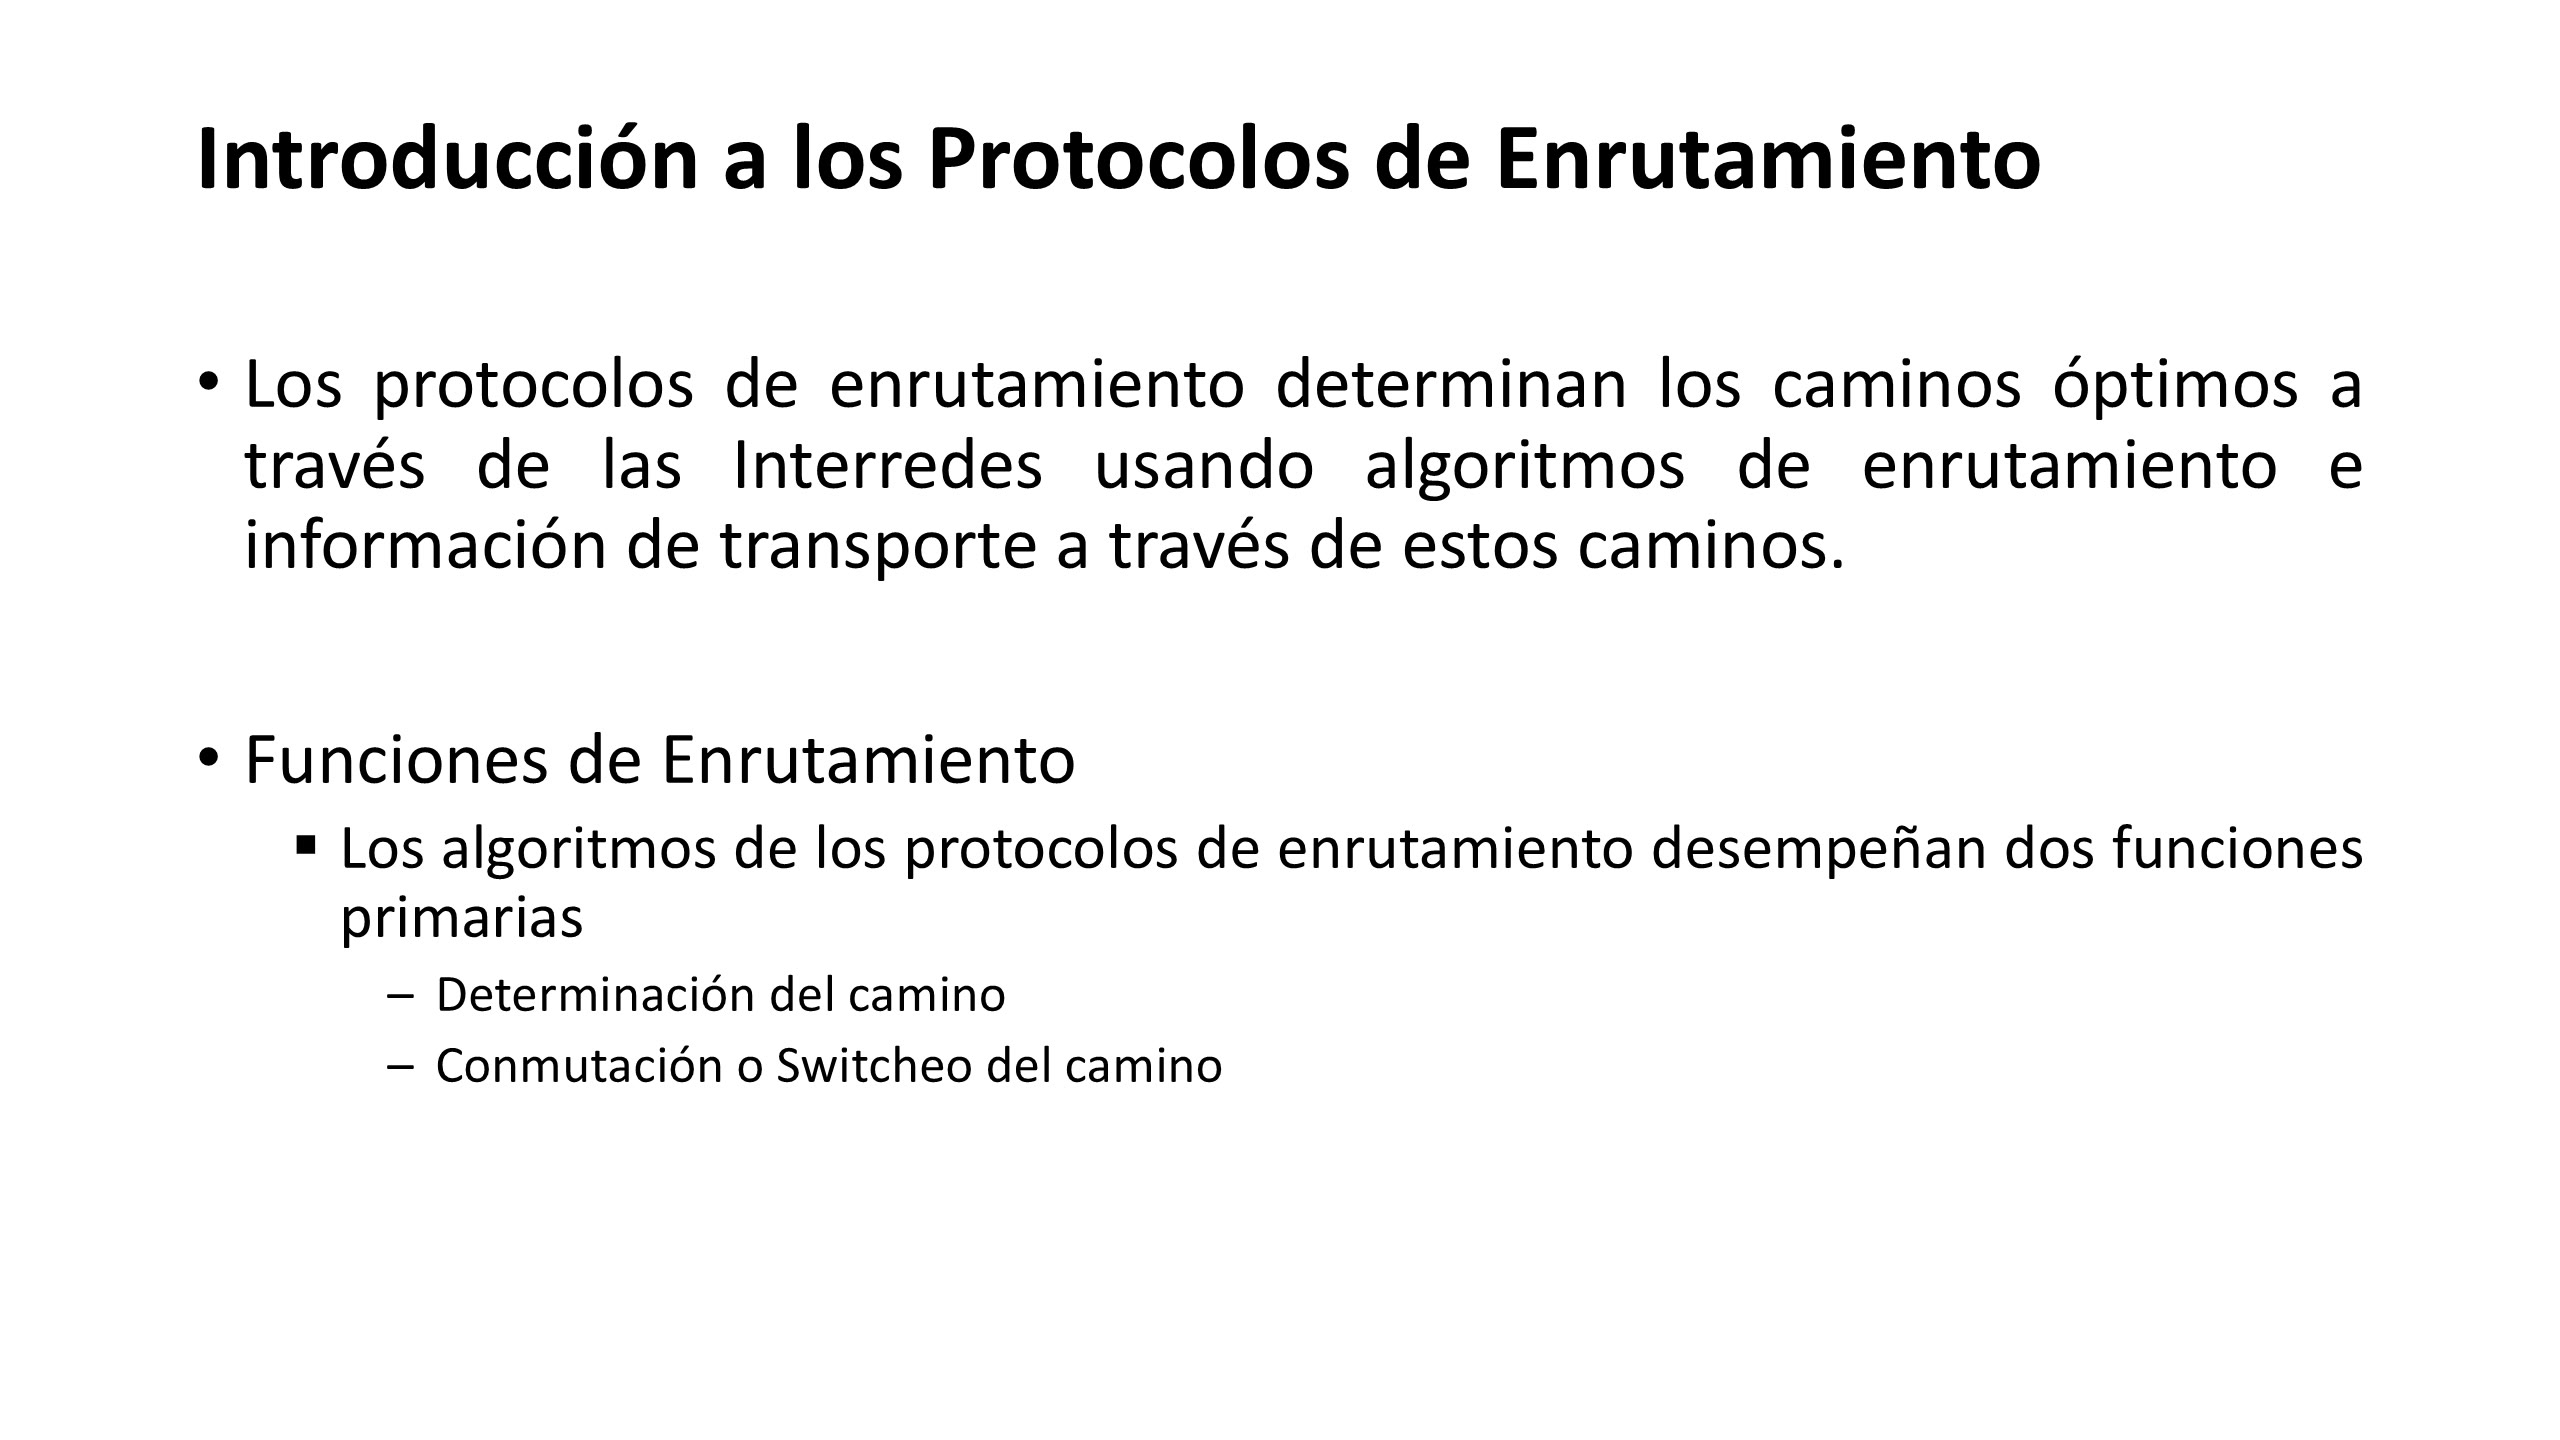 Introducción a los Protocolos de Enrutamiento
• Los protocolos de enrutamiento determinan los caminos óptimos a
través de las Interredes usando algoritmos de enrutamiento e
información de transporte a través de estos caminos.
• Funciones de Enrutamiento
▪ Los algoritmos de los protocolos de enrutamiento desempeñan dos funciones
primarias
– Determinación del camino
– Conmutación o Switcheo del camino